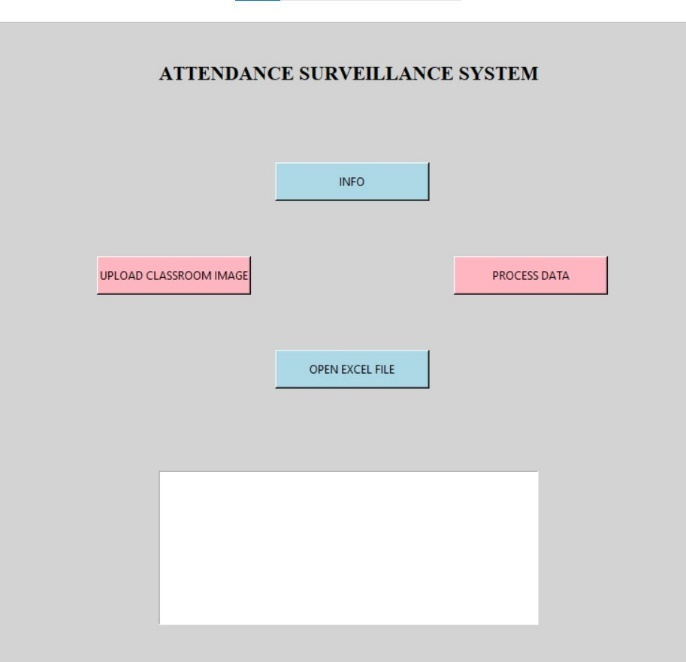 ATTENDANCE SURVEILLANCE SYSTEM
INFO
UPLOAD CLASSROOM IMAGE
PROCESS DATA
OPEN EXCEL FILE